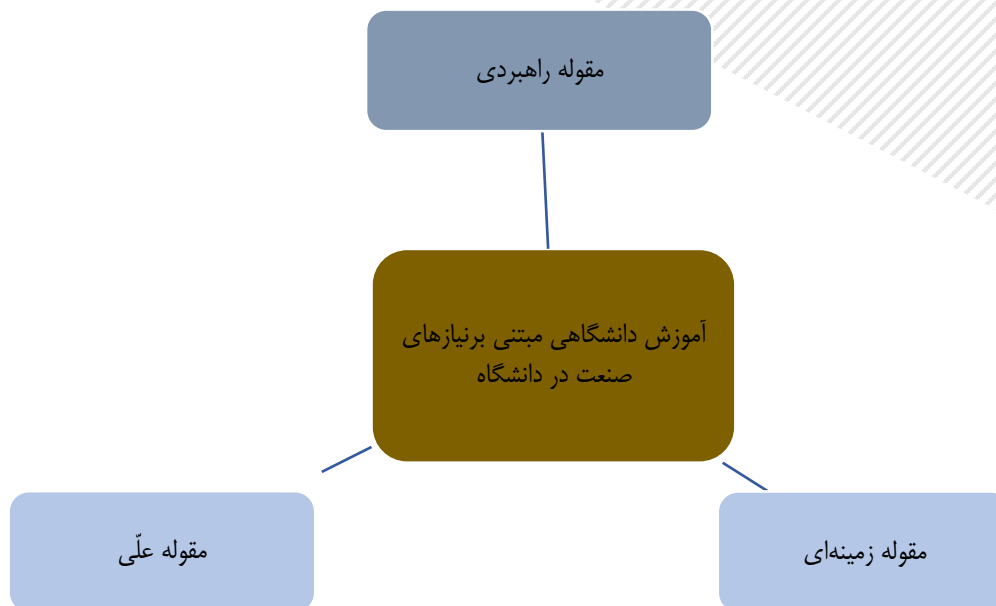 مقوله راهبردی
آموزش دانشگاهی مبتنی برنیازهای
صنعت در دانشگاه
مقوله زمینه‌ای
مقوله علّی